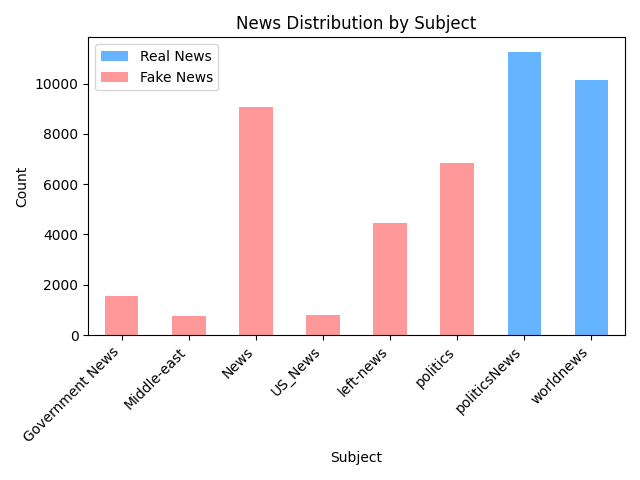 News Distribution by Subject
Real News
Fake News
Count
10000
8000
6000
4000
2000
0
Government News
Middle-east
News
US_News
left-news
politics
politicsNews
worldnews
Subject